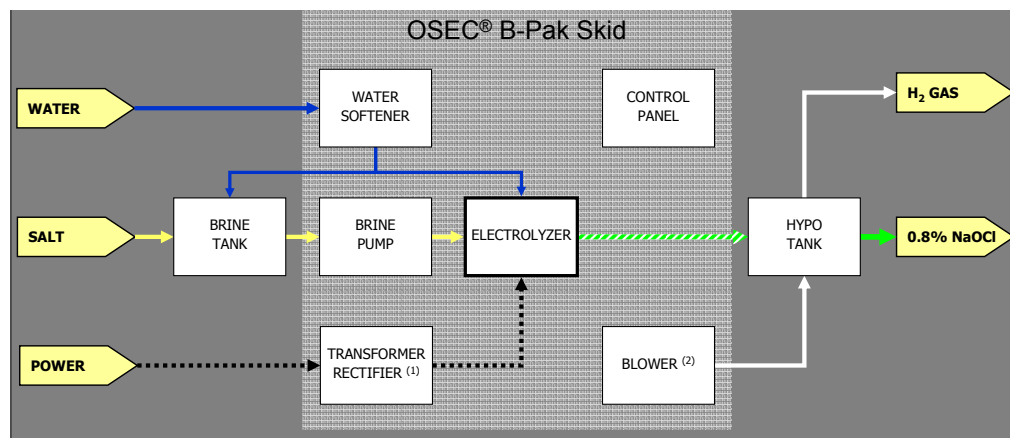 OSEC® B-Pak Skid
WATER
WATER
SOFTENER
CONTROL
PANEL
H₂ GAS
SALT
BRINE
TANK
BRINE
PUMP
ELECTROLYZER
HYPO
TANK
0.8% NaOCl
POWER
TRANSFORMER
RECTIFIER (1)
BLOWER (2)